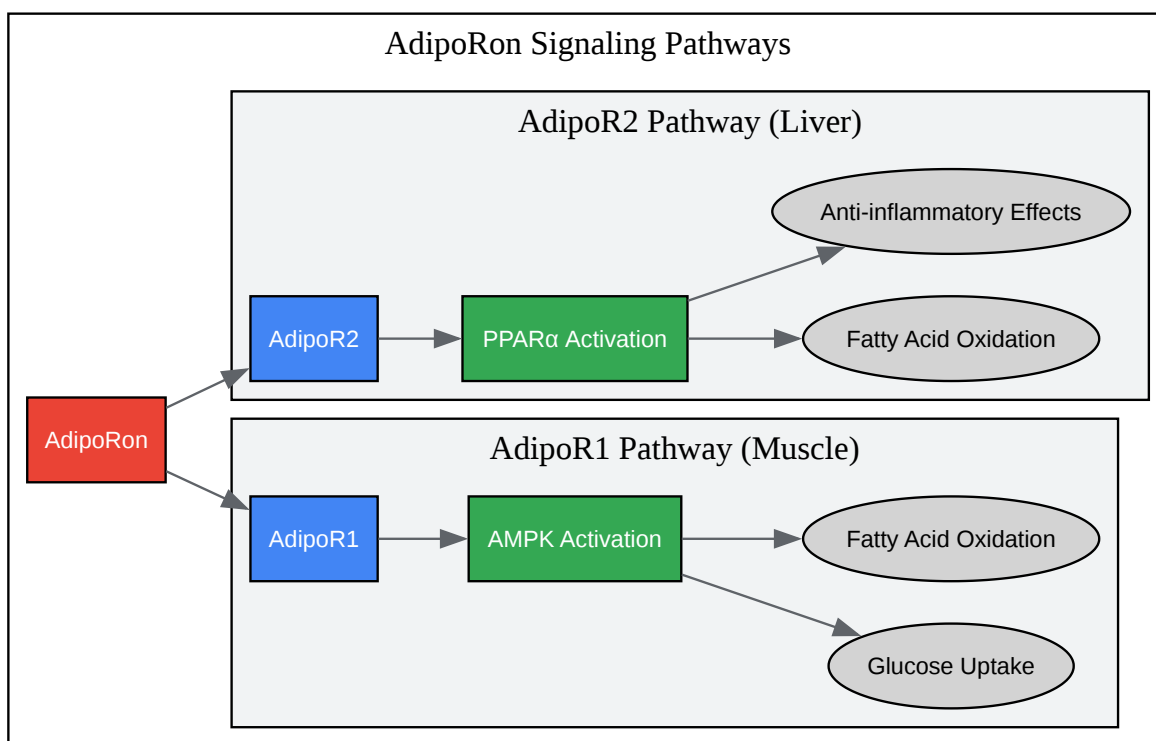 AdipoRon Signaling Pathways
AdipoR2 Pathway (Liver)
Anti-inflammatory Effects
AdipoR2
PPARα Activation
Fatty Acid Oxidation
AdipoRon
AdipoR1 Pathway (Muscle)
AdipoR1
AMPK Activation
Fatty Acid Oxidation
Glucose Uptake